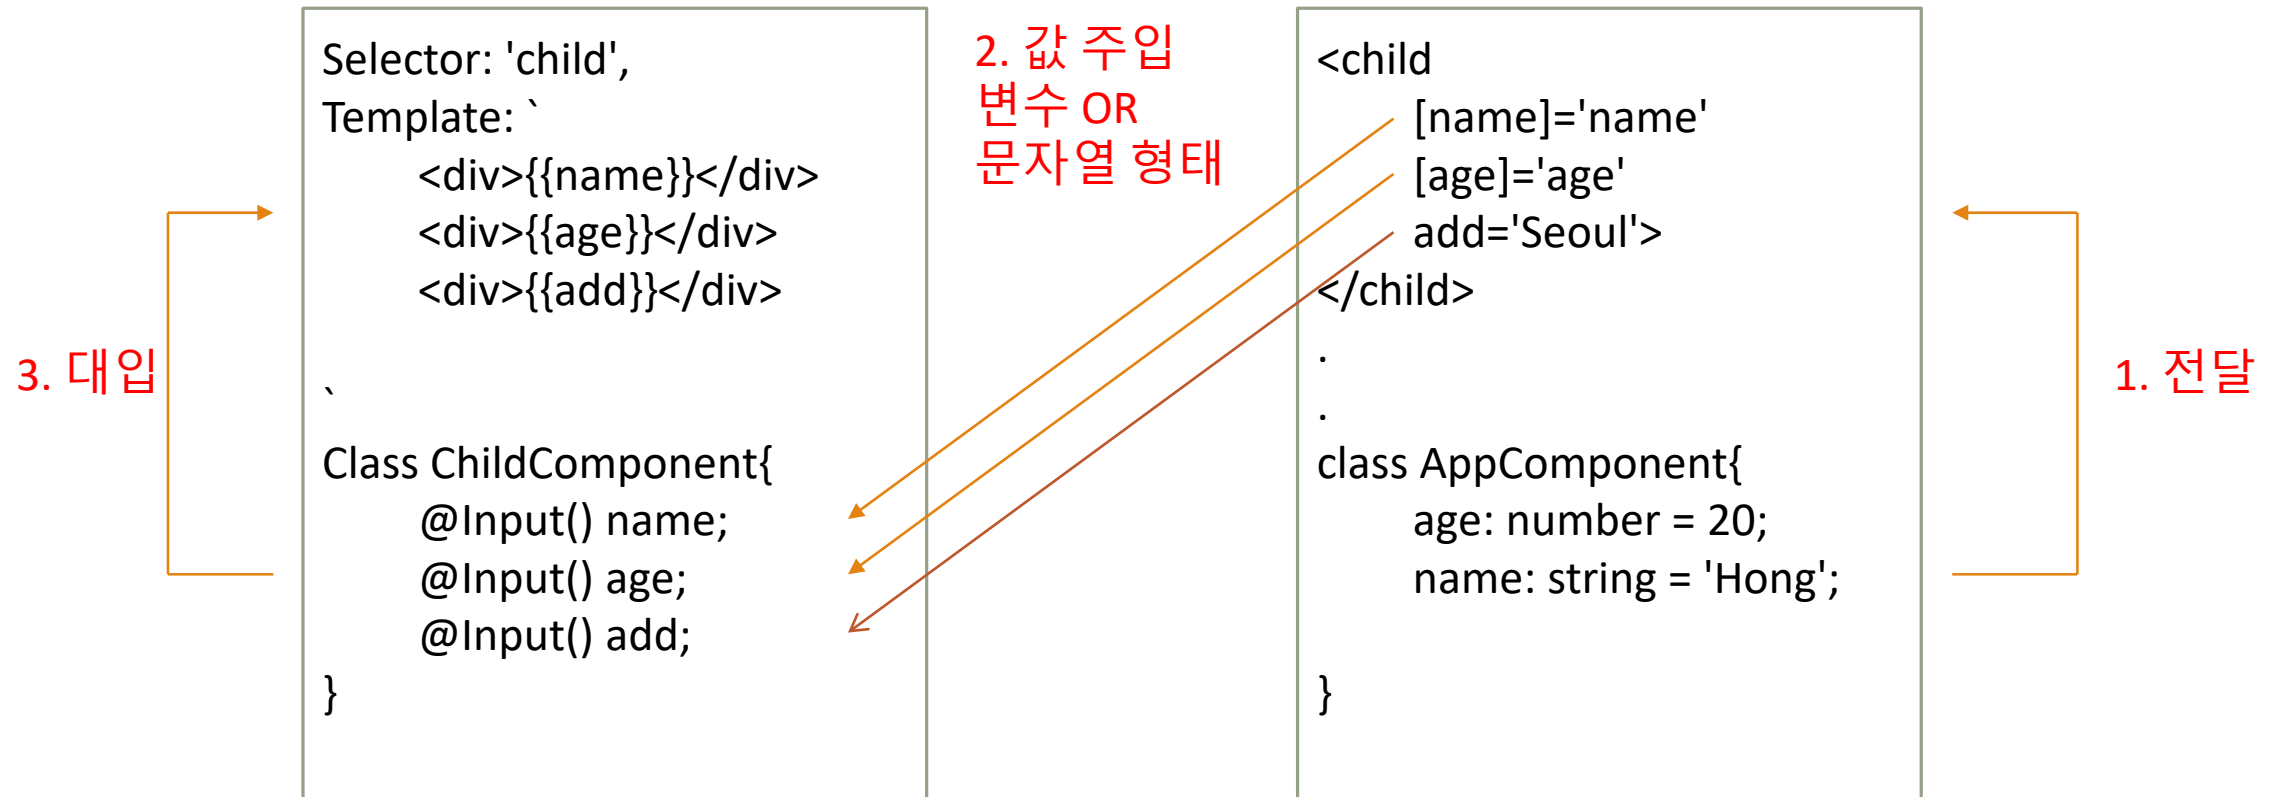 Selector: 'child',
Template: `
<div>{{name}}</div>
<div>{{age}}</div>
<div>{{add}}</div>
`
Class ChildComponent{
@Input() name;
@Input() age;
@Input() add;
}
3. 대입
2. 값 주입
변수 OR
문자열 형태
<child
[name]='name'
[age]='age'
add='Seoul'>
</child>
.
.
class AppComponent{
age: number = 20;
name: string = 'Hong';
}
1. 전달